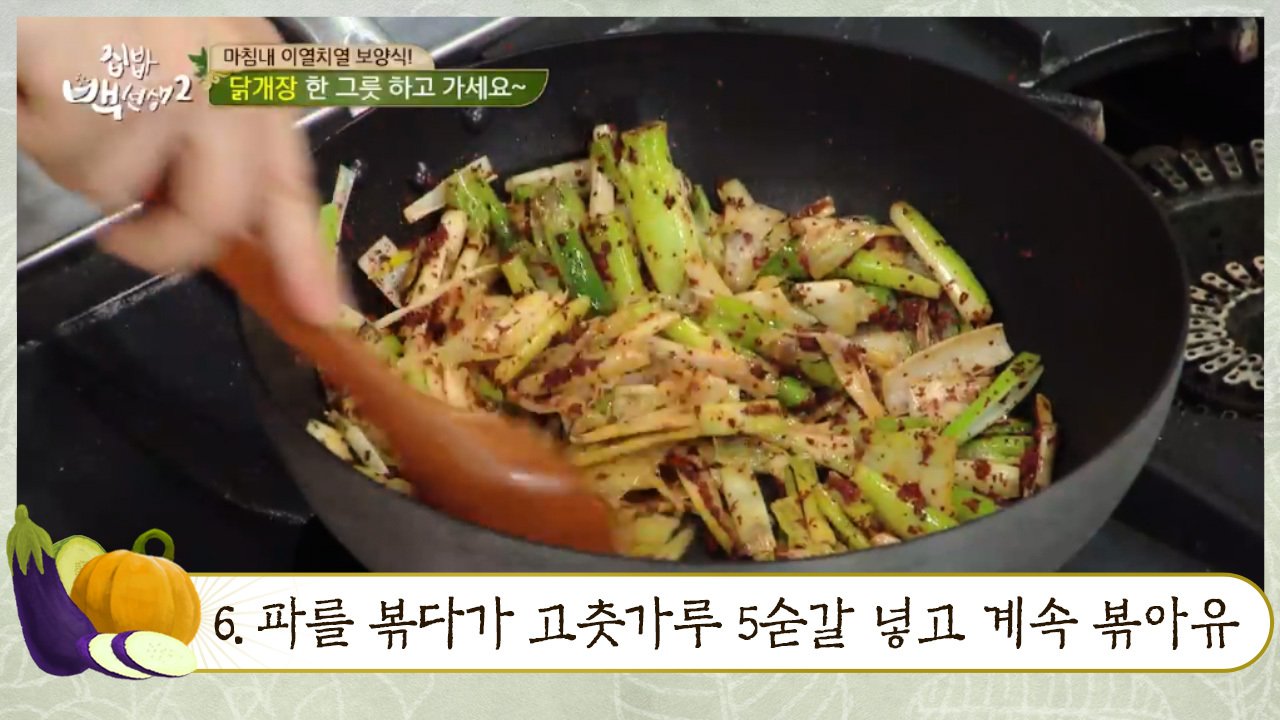 집밥
백선생2
마침내 이열치열 보양식!
닭개장 한 그릇 하고 가세요~
6. 파를 볶다가 고춧가루 5숟갈 넣고 계속 볶아유